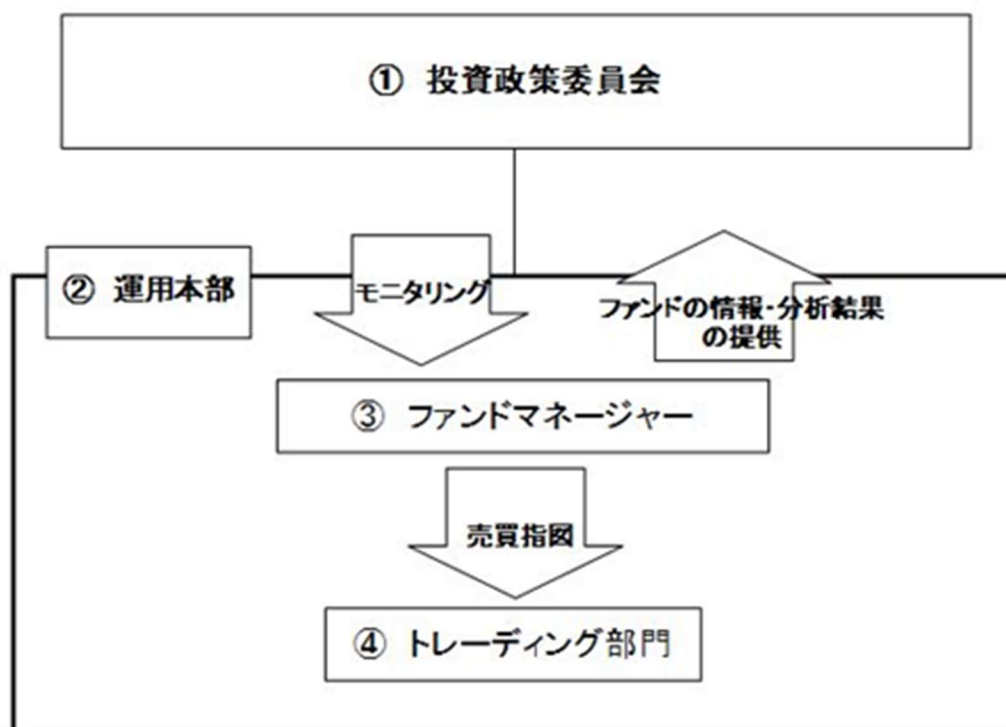 ① 投資政策委員会
② 運用本部
モニタリング
ファンドの情報・分析結果
の提供
③ ファンドマネージャー
売買指図
④ トレーディング部門